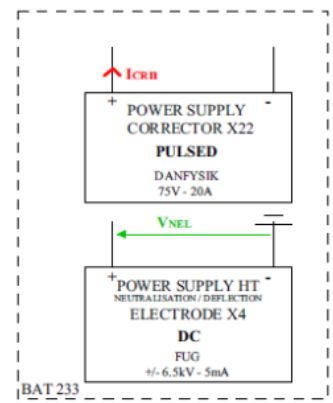 ICRn
+ -
POWER SUPPLY
CORRECTOR X22
PULSED
DANFYSIK
75V - 20A
VNEL
+ -
POWER SUPPLY HT
NEUTRALISATION / DEFLECTION
ELECTRODE X4
DC
FUG
+/- 6.5kV - 5mA
BAT 233